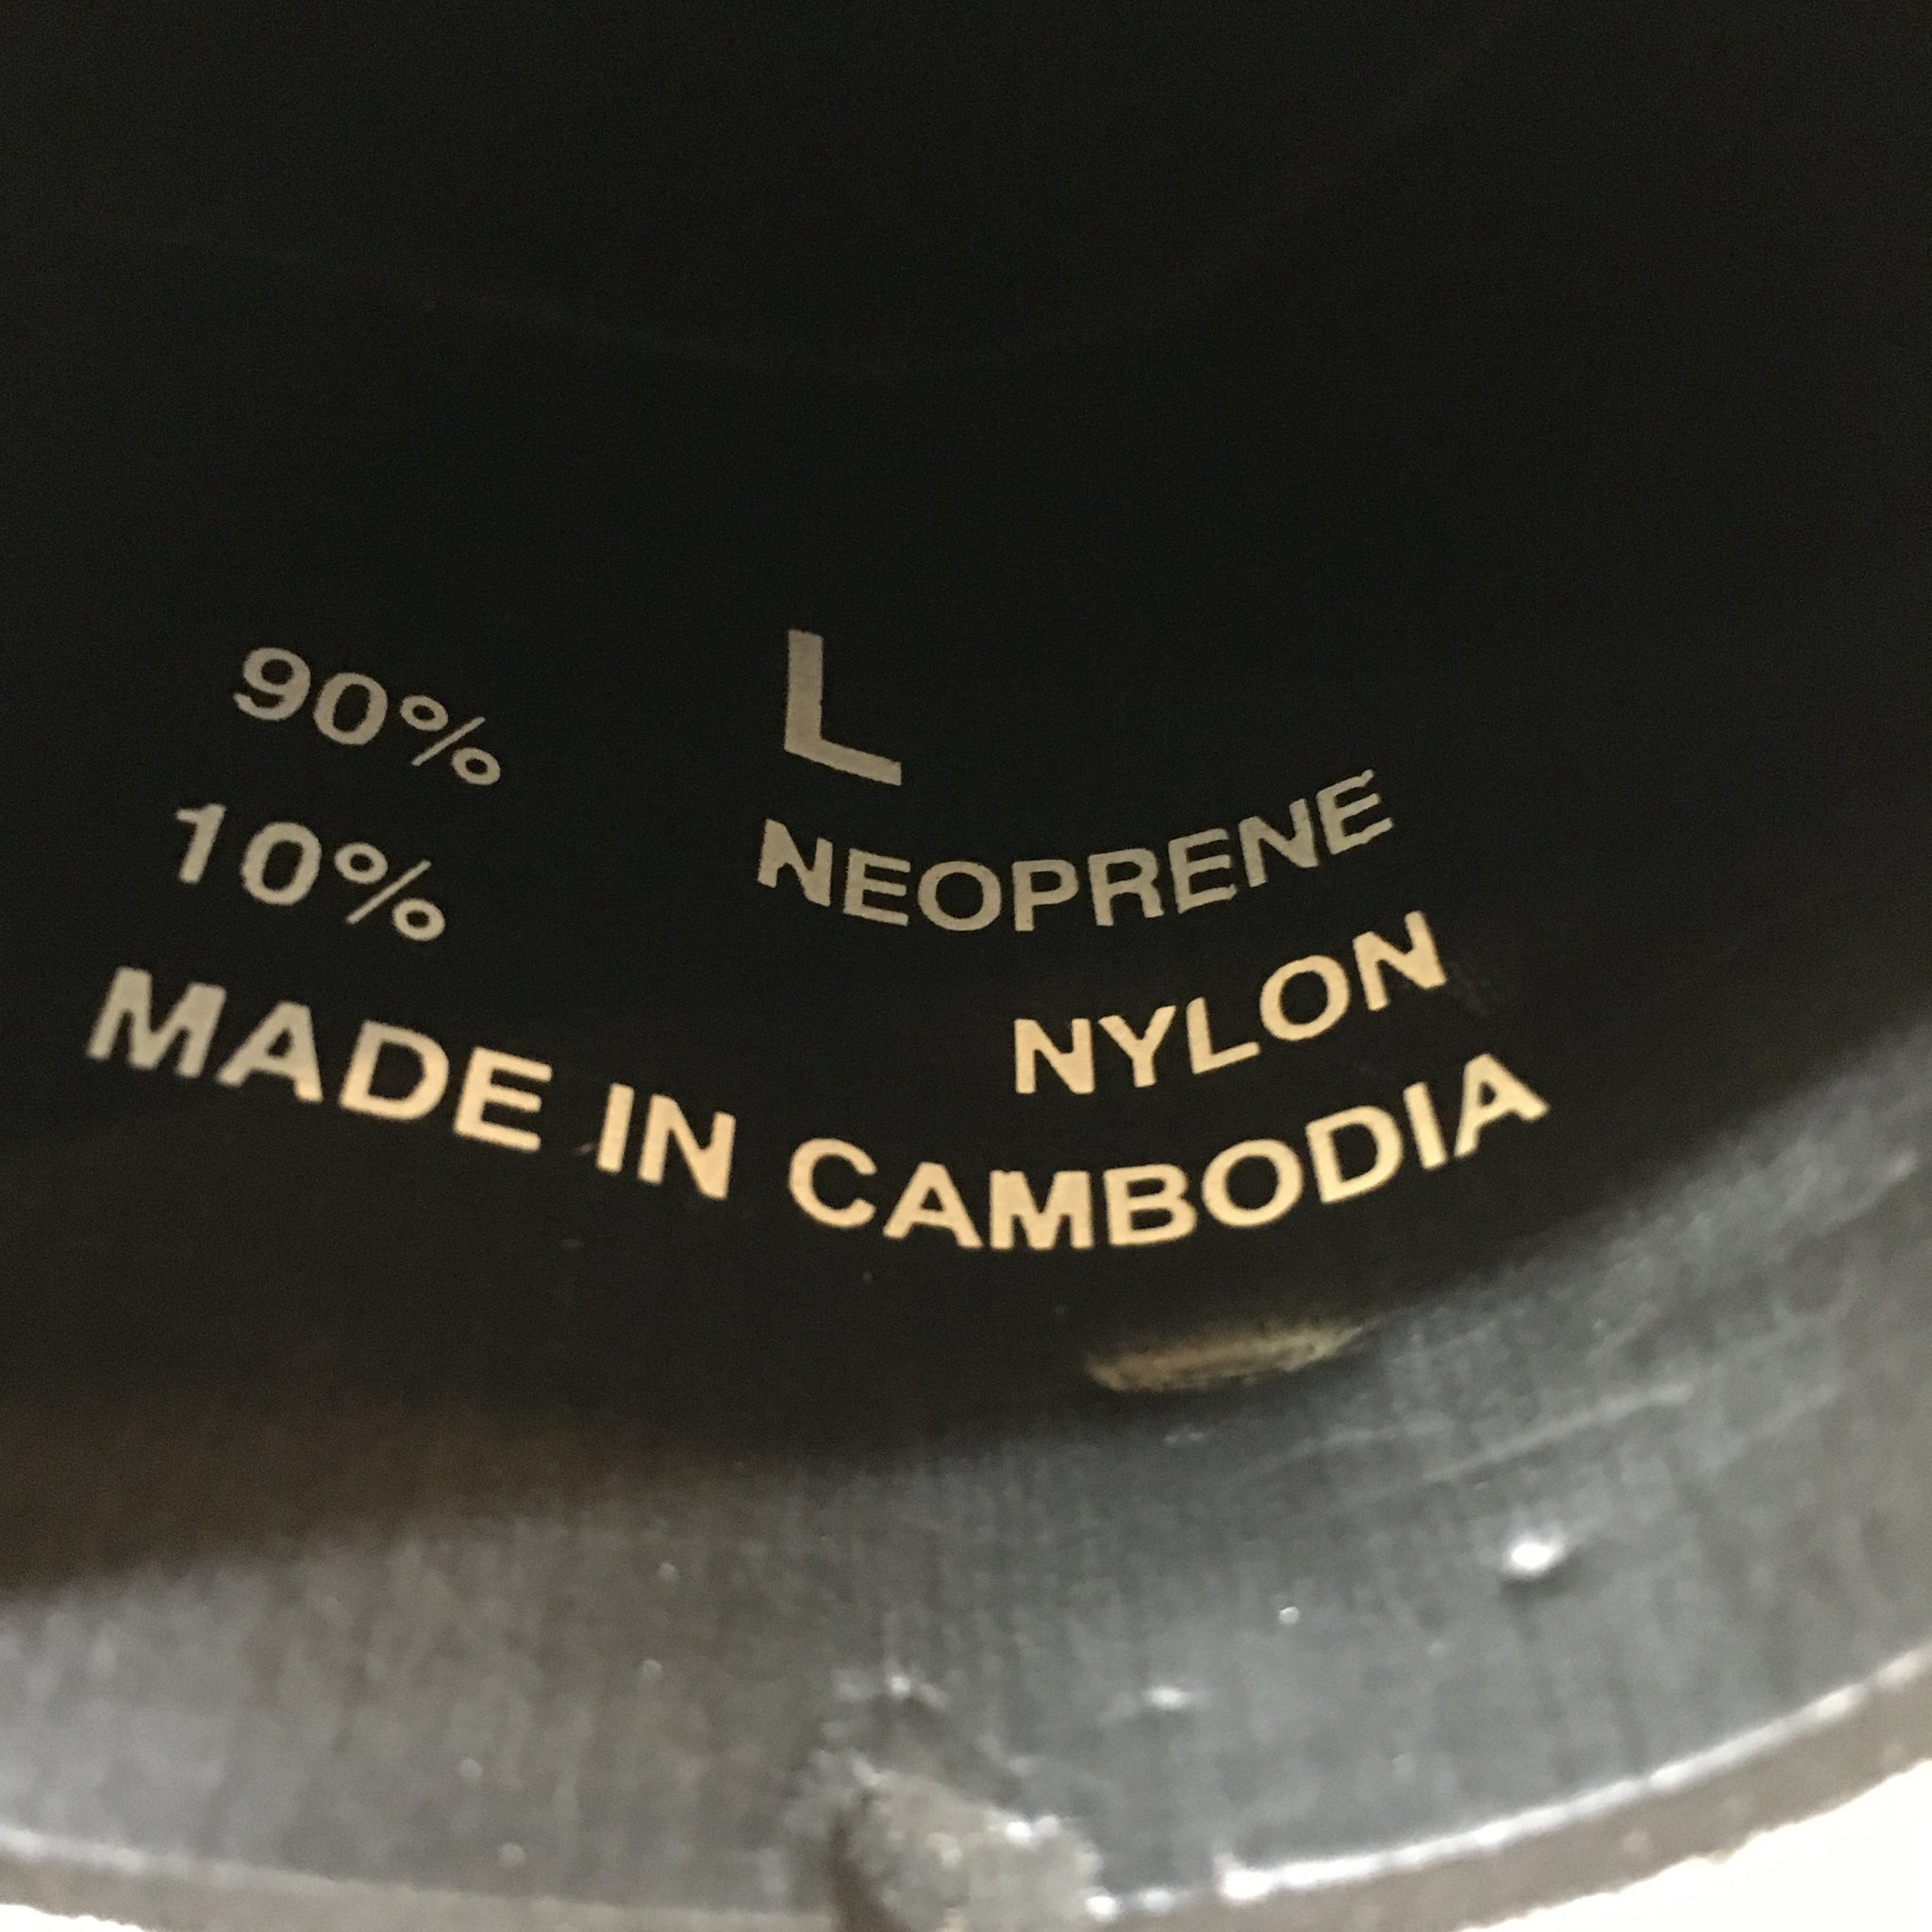 L
90% NEOPRENE
10% NYLON
MADE IN CAMBODIA